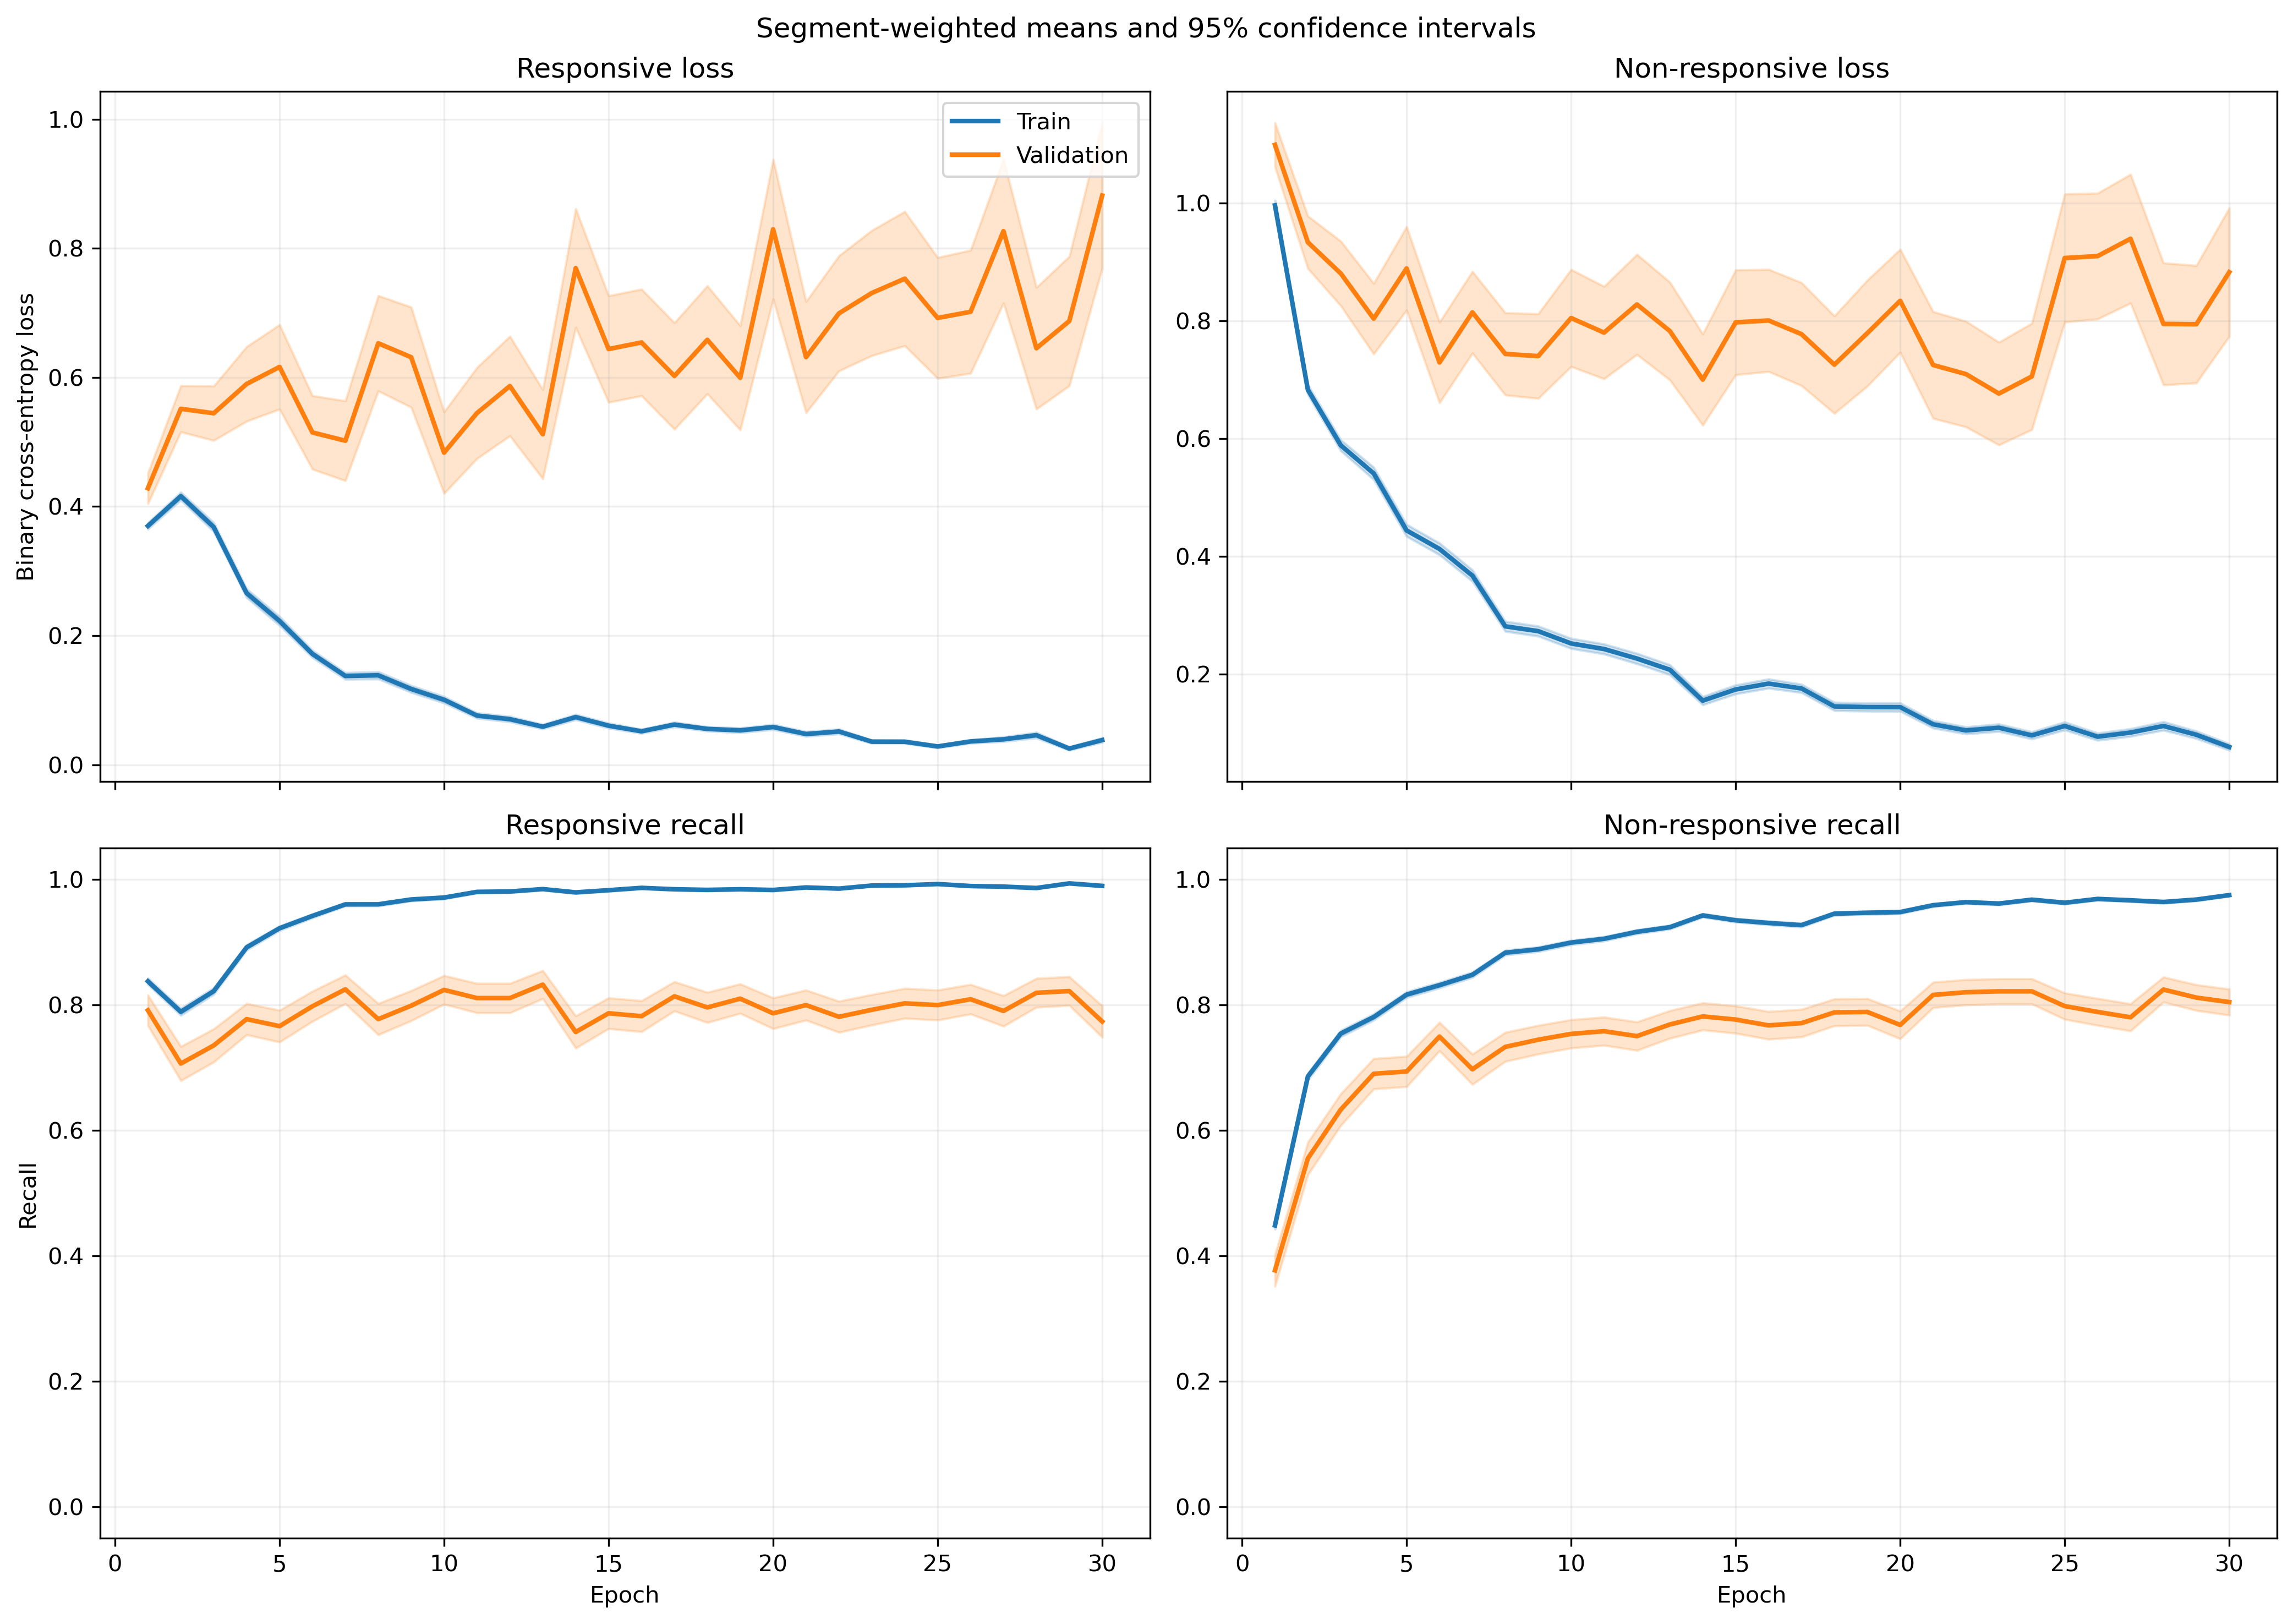 Segment-weighted means and 95% confidence intervals
Responsive loss
Binary cross-entropy loss
1.0
0.8
0.6
0.4
0.2
0.0
Train
Validation
Non-responsive loss
1.0
0.8
0.6
0.4
0.2
Responsive recall
Recall
1.0
0.8
0.6
0.4
0.2
0.0
0 5 10 15 20 25 30
Epoch
Non-responsive recall
1.0
0.8
0.6
0.4
0.2
0.0
0 5 10 15 20 25 30
Epoch